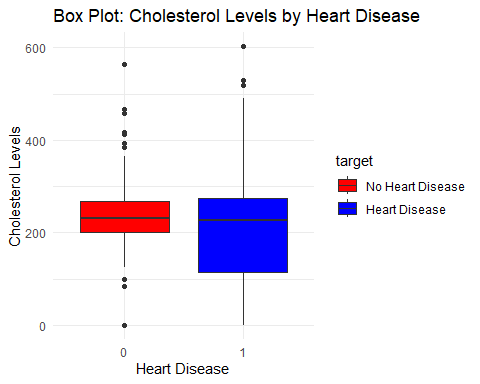 Box Plot: Cholesterol Levels by Heart Disease
600
400
200
0
Cholesterol Levels
0
1
Heart Disease
target
No Heart Disease
Heart Disease